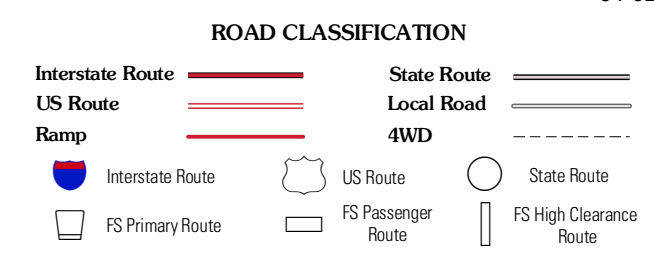 ROAD CLASSIFICATION
Interstate Route
State Route
US Route
Local Road
Ramp
4WD
Interstate Route
US Route
State Route
FS Primary Route
FS Passenger
Route
FS High Clearance
Route